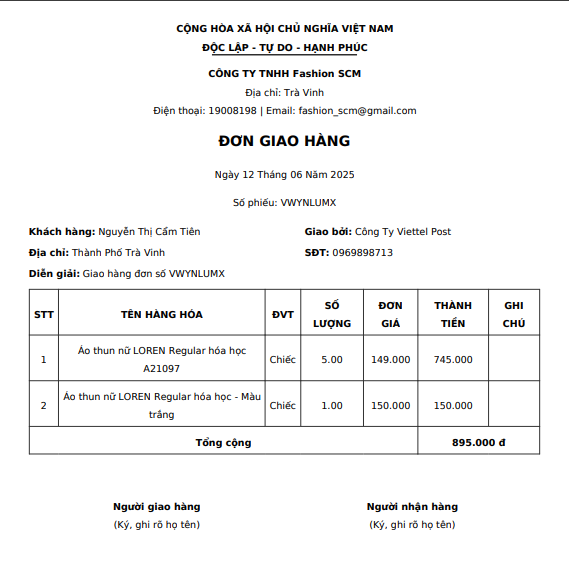 CỘNG HÒA XÃ HỘI CHỦ NGHĨA VIỆT NAM
ĐỘC LẬP - TỰ DO - HẠNH PHÚC
CÔNG TY TNHH Fashion SCM
Địa chỉ: Trà Vinh
Điện thoại: 19008198 | Email: fashion_scm@gmail.com
ĐƠN GIAO HÀNG
Ngày 12 Tháng 06 Năm 2025
Số phiếu: VWYNLUMX
Khách hàng: Nguyễn Thị Cẩm Tiên Giao bởi: Công Ty Viettel Post
Địa chỉ: Thành Phố Trà Vinh SĐT: 0969898713
Diễn giải: Giao hàng đơn số VWYNLUMX
STT TÊN HÀNG HÓA ĐVT SỐ LƯỢNG ĐƠN GIÁ THÀNH TIỀN GHI CHÚ
1 Áo thun nữ LOREN Regular hóa học A21097 Chiếc 5.00 149.000 745.000
2 Áo thun nữ LOREN Regular hóa học - Màu trắng Chiếc 1.00 150.000 150.000
Tổng cộng 895.000 đ
Người giao hàng Người nhận hàng
(Ký, ghi rõ họ tên) (Ký, ghi rõ họ tên)